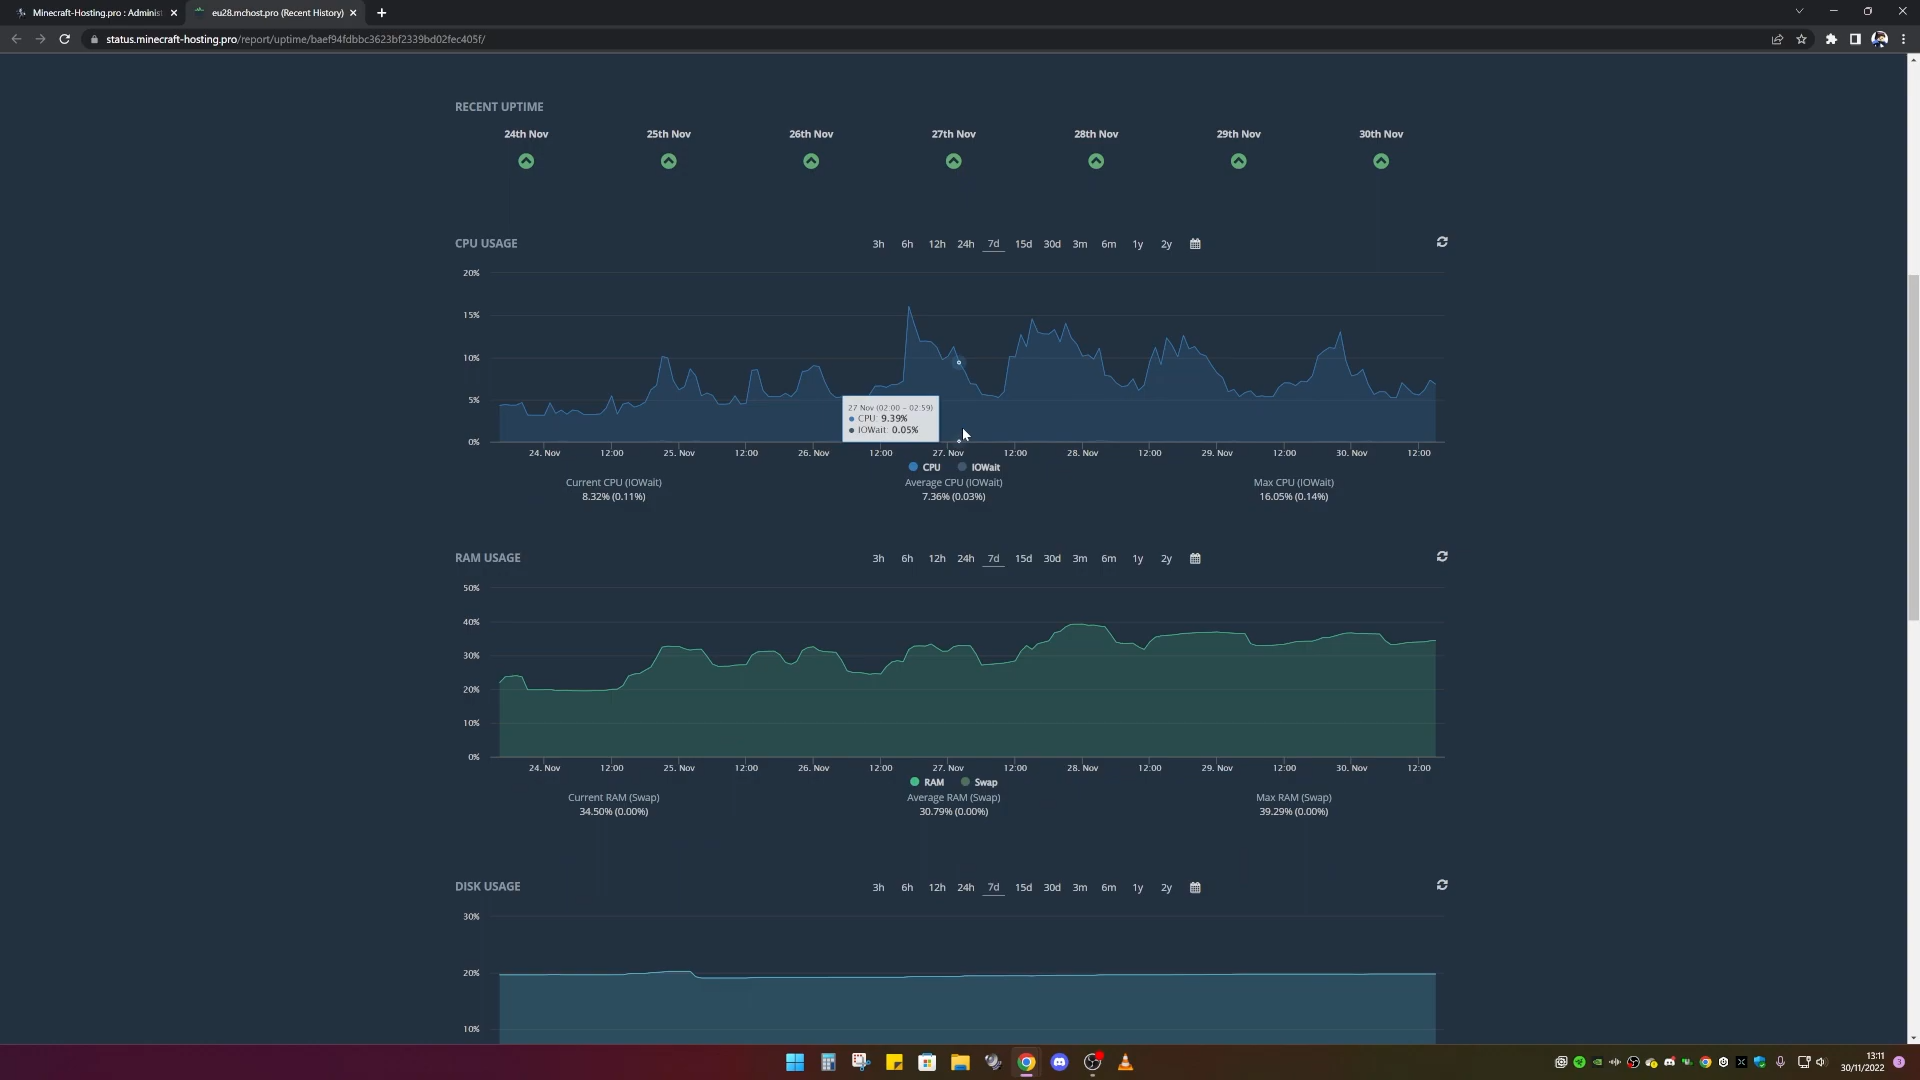 Minecraft-Hosting.pro : Adminis
eu28.mchost.pro (Recent History)
status.minecraft-hosting.pro/report/uptime/baef94fdbbc3623bf2339bd02fec405f/
RECENT UPTIME
24th Nov 25th Nov 26th Nov 27th Nov 28th Nov 29th Nov 30th Nov
CPU USAGE
3h 6h 12h 24h 7d 15d 30d 3m 6m 1y 2y
20%
15%
10%
5%
0%
27 Nov (02:00 – 02:59)
CPU: 9.39%
IOWait: 0.05%
24. Nov 12:00 25. Nov 12:00 26. Nov 12:00 27. Nov 12:00 28. Nov 12:00 29. Nov 12:00 30. Nov 12:00
CPU IOWait
Current CPU (IOWait) Average CPU (IOWait) Max CPU (IOWait)
8.32% (0.11%) 7.36% (0.03%) 16.05% (0.14%)
RAM USAGE
3h 6h 12h 24h 7d 15d 30d 3m 6m 1y 2y
50%
40%
30%
20%
10%
0%
24. Nov 12:00 25. Nov 12:00 26. Nov 12:00 27. Nov 12:00 28. Nov 12:00 29. Nov 12:00 30. Nov 12:00
RAM Swap
Current RAM (Swap) Average RAM (Swap) Max RAM (Swap)
34.50% (0.00%) 30.79% (0.00%) 39.29% (0.00%)
DISK USAGE
3h 6h 12h 24h 7d 15d 30d 3m 6m 1y 2y
30%
20%
10%
13:11
30/11/2022
3